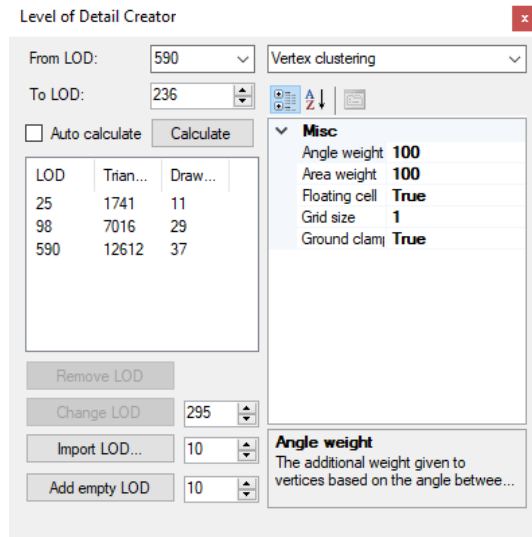 Level of Detail Creator
x
From LOD: 590
To LOD: 236
Auto calculate Calculate
LOD Trian... Draw...
25 1741 11
98 7016 29
590 12612 37
Remove LOD
Change LOD 295
Import LOD... 10
Add empty LOD 10
Vertex clustering
A
Z
Misc
Angle weight 100
Area weight 100
Floating cell True
Grid size 1
Ground clam True
Angle weight
The additional weight given to
vertices based on the angle betwee...